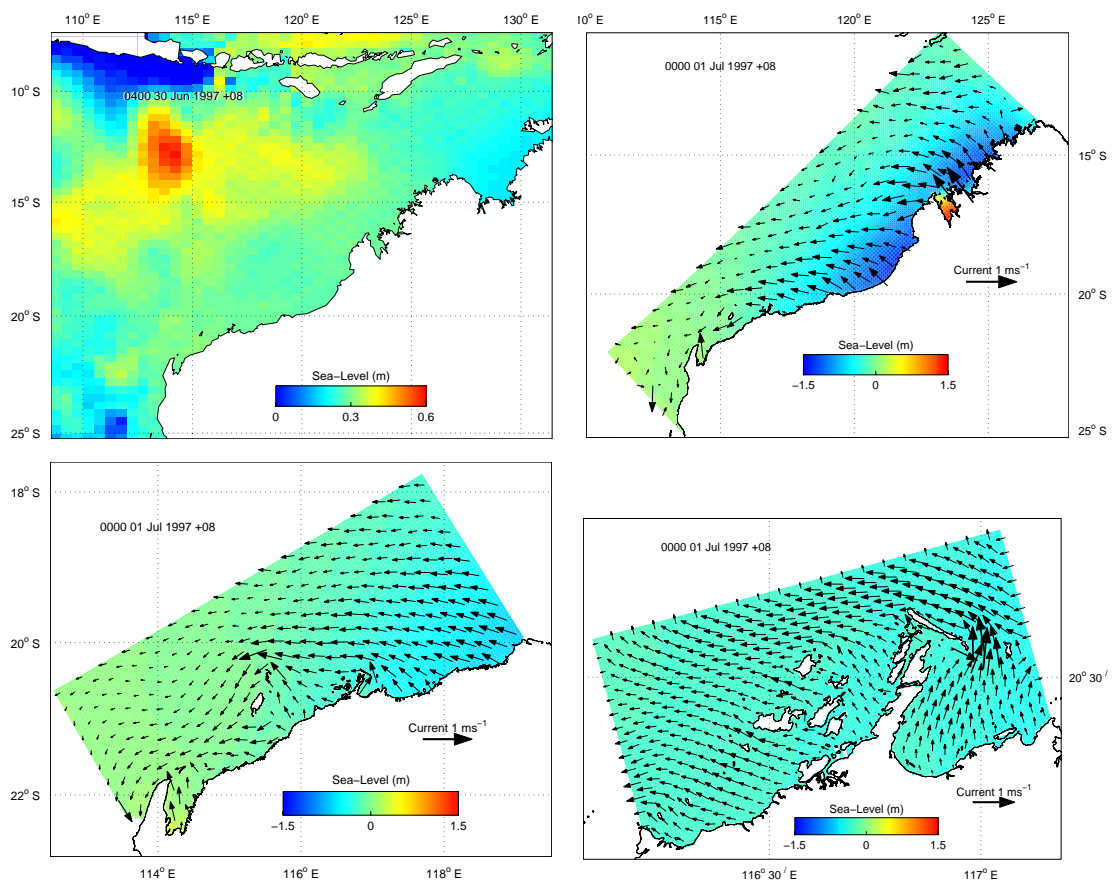 110° E 115° E 120° E 125° E 130° E
10° S
15° S
20° S
25° S
0400 30 Jun 1997 +08
Sea−Level (m)
0 0.3 0.6
10° E 115° E 120° E 125° E
15° S
20° S
25° S
0000 01 Jul 1997 +08
Current 1 ms⁻¹
Sea−Level (m)
−1.5 0 1.5
18° S
20° S
22° S
0000 01 Jul 1997 +08
Current 1 ms⁻¹
Sea−Level (m)
−1.5 0 1.5
114° E 116° E 118° E
0000 01 Jul 1997 +08
20° 30/
Current 1 ms⁻¹
Sea−Level (m)
−1.5 0 1.5
116° 30/ 117° E